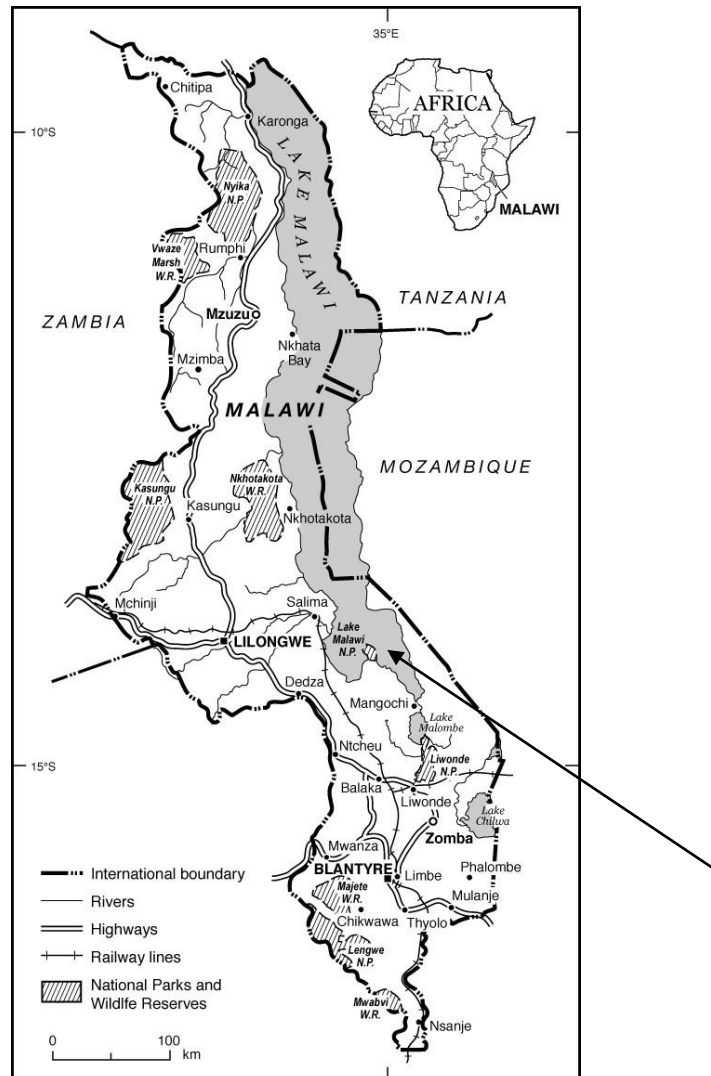 35°E
Chitipa
AFRICA
Karonga
10°S
LAKE MALAWI
Nyika
N.P.
MALAWI
Vwaze
Marsh
W.R.
Rumphi
TANZANIA
ZAMBIA
Mzuzu
Nkhata
Bay
Mzimba
MALAWI
MOZAMBIQUE
Kasungu
N.P.
Nkhotakota
W.R.
Kasungu
Nkhotakota
Mchinji
Salima
Lake
Malawi
N.P.
LILONGWE
Dedza
Mangochi
Lake
Malombe
Ntcheu
Liwonde
N.P.
15°S
Balaka
Liwonde
Lake
Chilwa
Zomba
Mwanza
BLANTYRE
Limbe
Phalombe
Majete
W.R.
Mulanje
Chikwawa
Thyolo
Lengwe
N.P.
Mwabvi
W.R.
Nsanje
International boundary
Rivers
Highways
Railway lines
National Parks and
Wildlfe Reserves
0 100
km